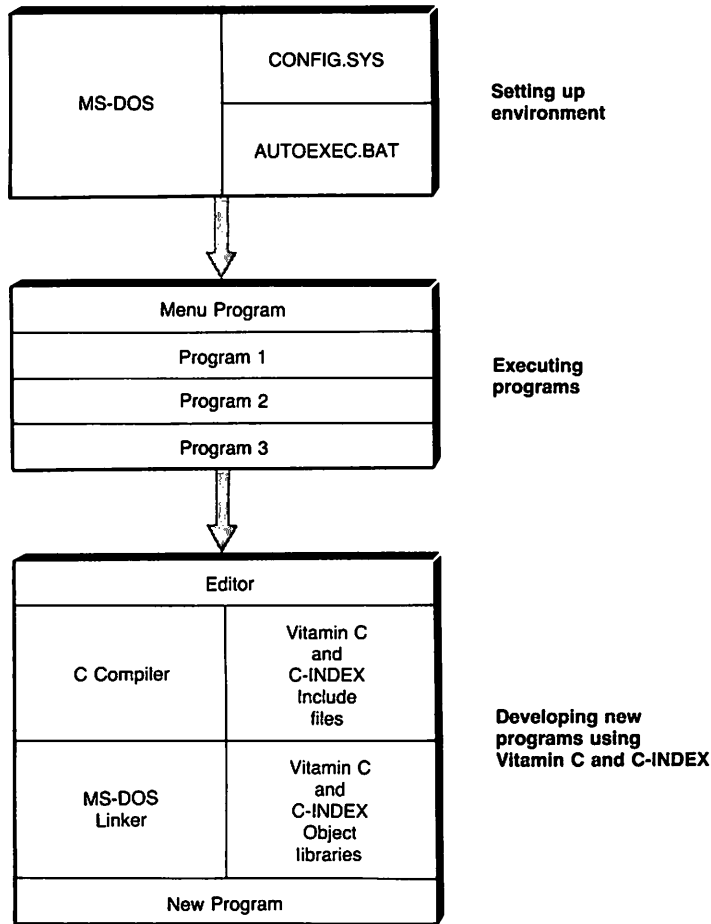 MS-DOS
CONFIG.SYS
AUTOEXEC.BAT
Setting up
environment
Menu Program
Program 1
Program 2
Program 3
Executing
programs
Editor
C Compiler
Vitamin C
and
C-INDEX
Include
files
MS-DOS
Linker
Vitamin C
and
C-INDEX
Object
libraries
New Program
Developing new
programs using
Vitamin C and C-INDEX